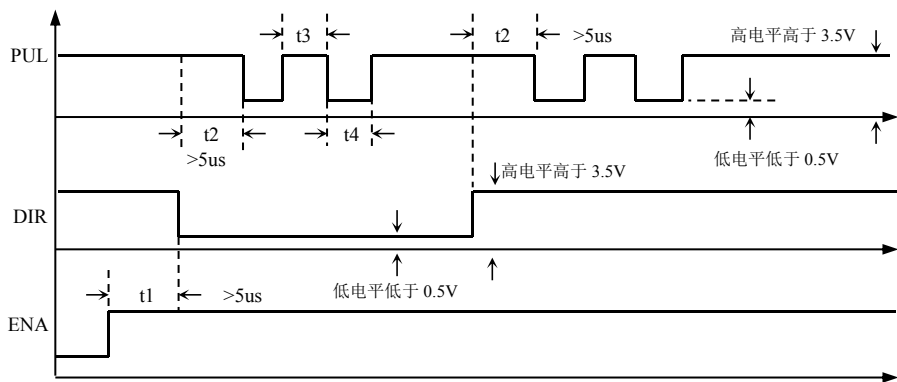 t3
t2
>5us
高电平高于 3.5V
PUL
t2
t4
>5us
低电平低于 0.5V
高电平高于 3.5V
DIR
低电平低于 0.5V
t1
>5us
ENA